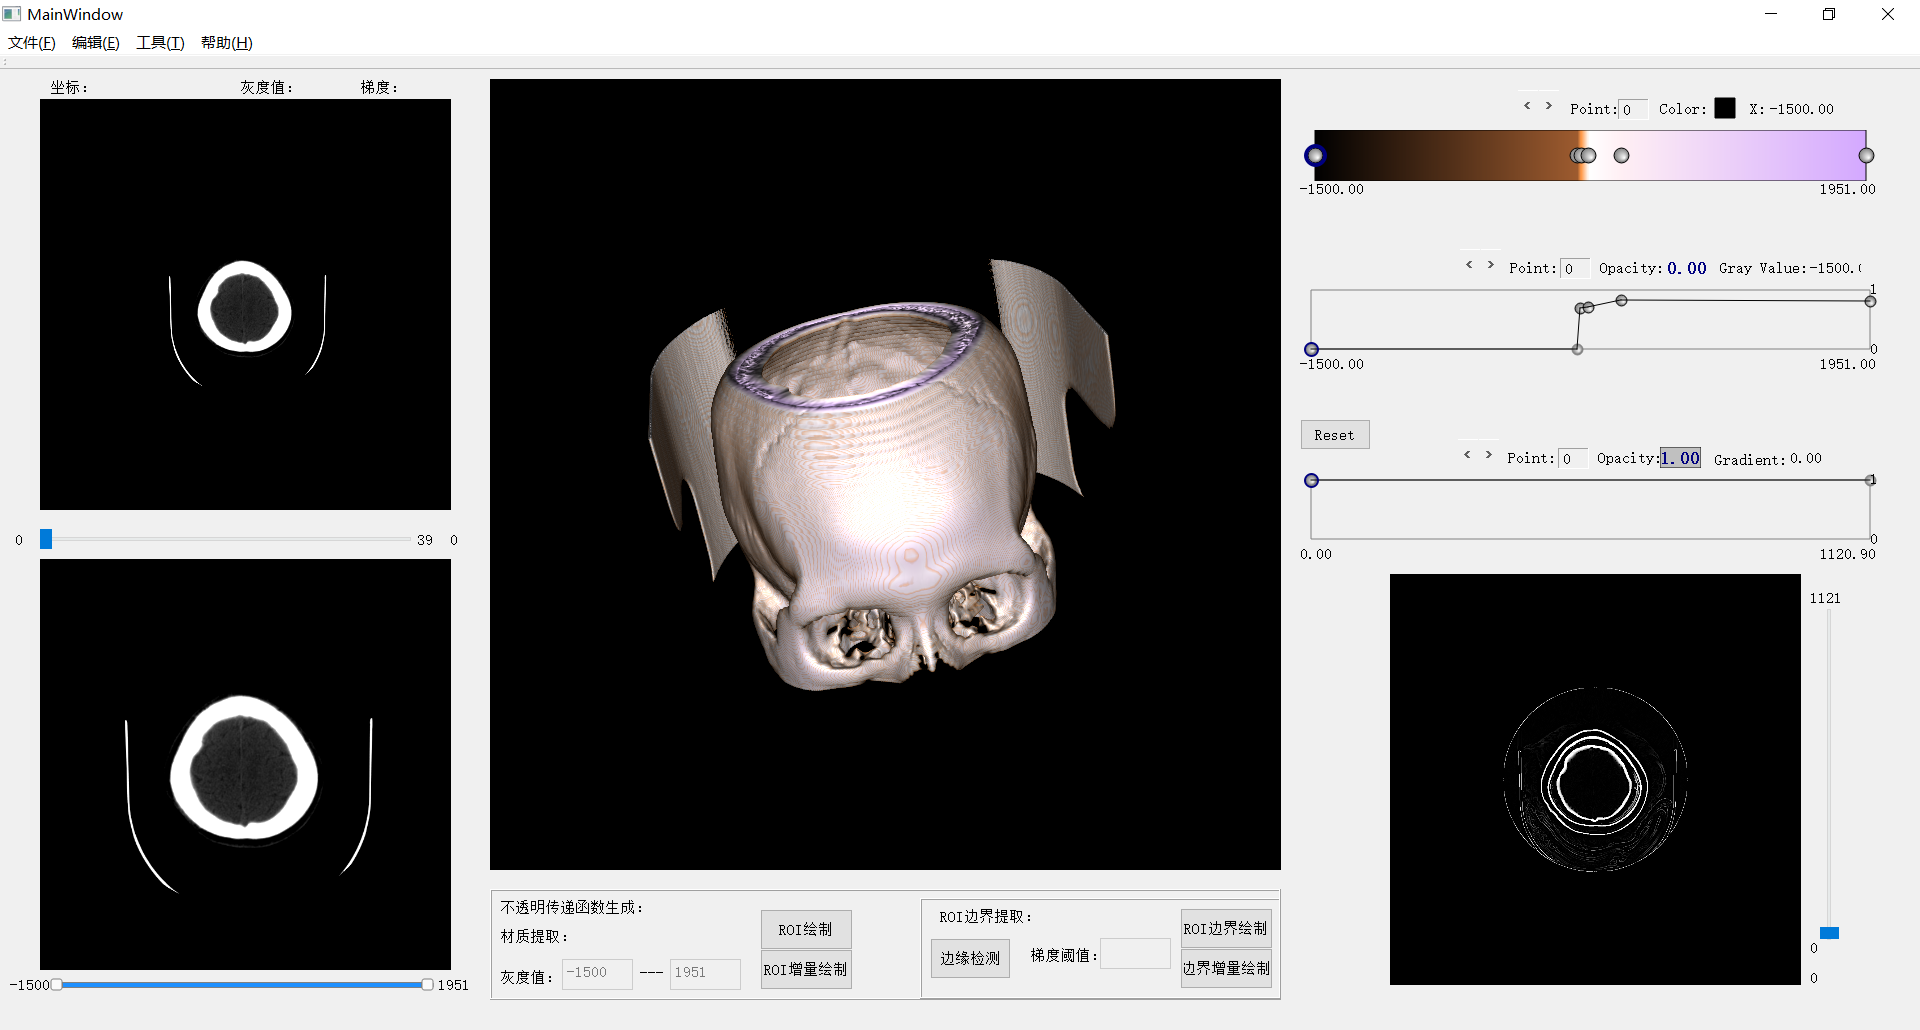 MainWindow
文件(F) 编辑(E) 工具(T) 帮助(H)
坐标: 灰度值: 梯度:
0 39 0
-1500 1951
不透明传递函数生成:
材质提取:
灰度值: -1500 --- 1951
ROI绘制
ROI增量绘制
ROI边界提取:
边缘检测 梯度阈值:
ROI边界绘制
边界增量绘制
< > Point: 0 Color: X: -1500.00
-1500.00 1951.00
< > Point: 0 Opacity: 0.00 Gray Value: -1500.
1
0
-1500.00 1951.00
Reset
< > Point: 0 Opacity: 1.00 Gradient: 0.00
1
0
0.00 1120.90
1121
0
0